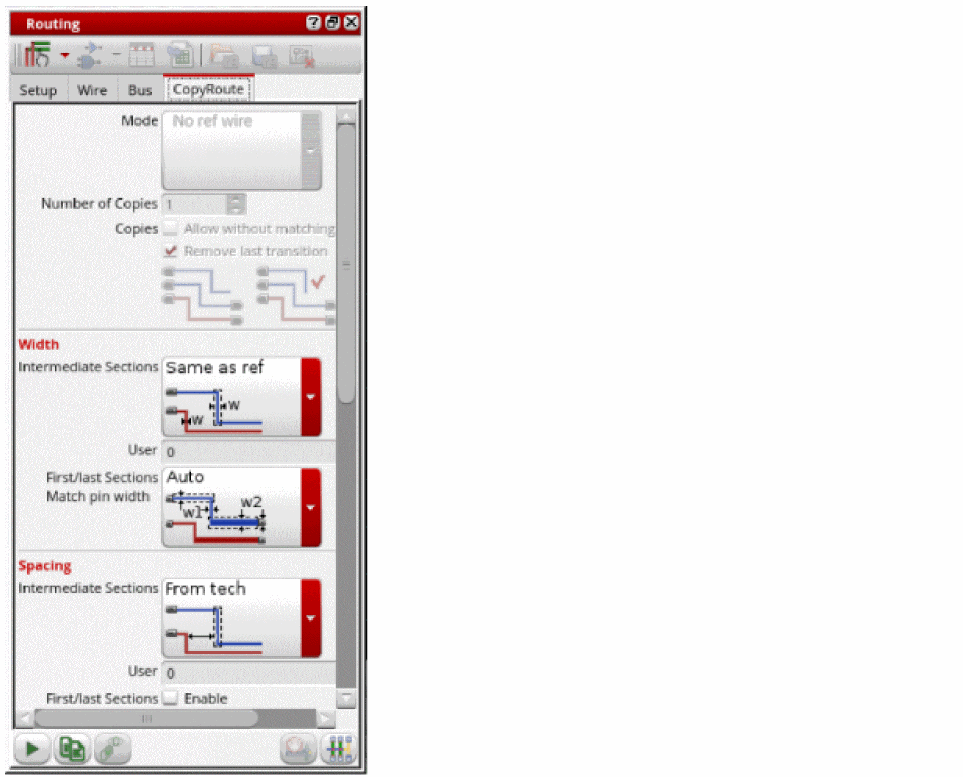 Routing
Setup Wire Bus CopyRoute
Mode No ref wire
Number of Copies 1
Copies Allow without matching
Remove last transition
Width
Intermediate Sections Same as ref
w
w
User 0
First/last Sections Auto
Match pin width
w1 w2
Spacing
Intermediate Sections From tech
User 0
First/last Sections Enable